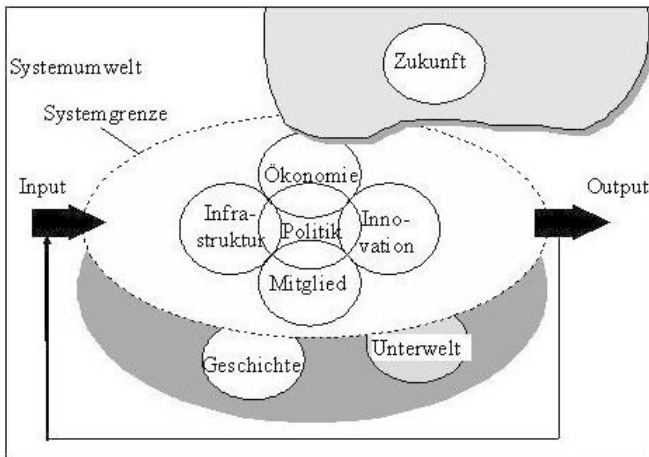 Zukunft
Systemumwelt
Systemgrenze
Ökonomie
Input
Output
Infra-
struktur
Politik
Inno-
vation
Mitglied
Geschichte
Unterwelt